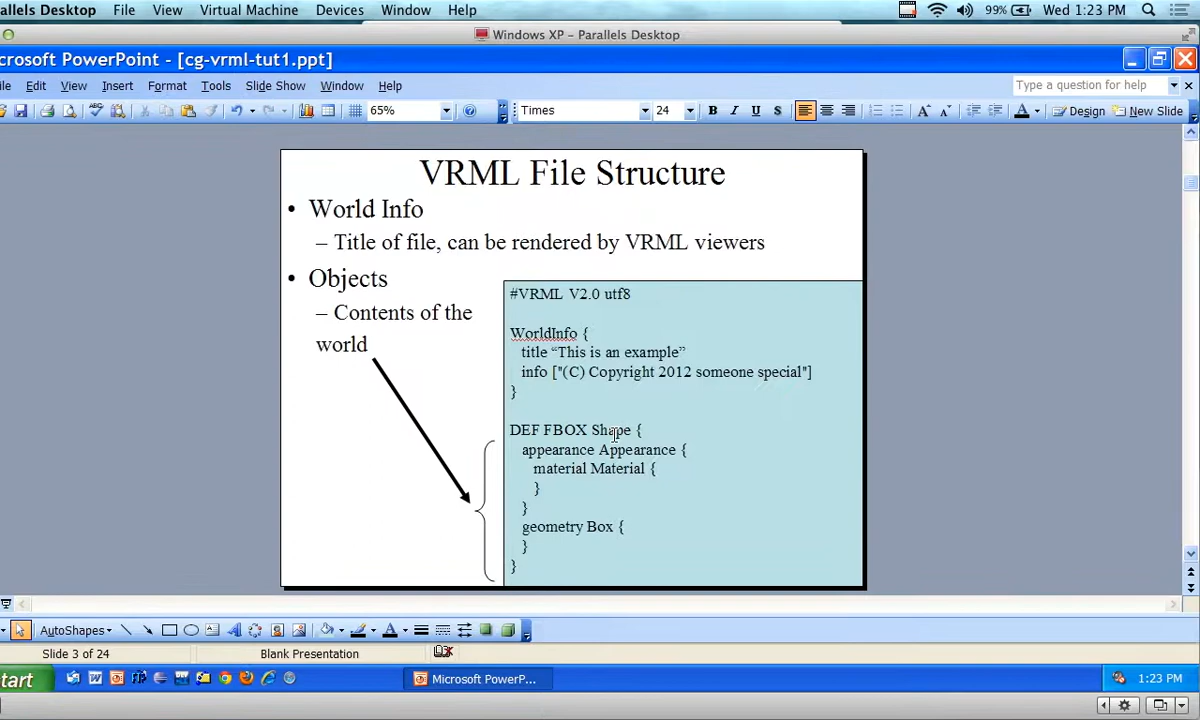 arallels Desktop File View Virtual Machine Devices Window Help 99% Wed 1:23 PM
Windows XP - Parallels Desktop
crosoft PowerPoint - [cg-vrml-tut1.ppt]
ile Edit View Insert Format Tools Slide Show Window Help Type a question for help
65% Times 24 B I U S A A A Design New Slide
VRML File Structure
• World Info
– Title of file, can be rendered by VRML viewers
• Objects
– Contents of the
world
#VRML V2.0 utf8
WorldInfo {
title “This is an example”
info ["(C) Copyright 2012 someone special"]
}
DEF FBOX Shape {
appearance Appearance {
material Material {
}
}
geometry Box {
}
}
AutoShapes
Slide 3 of 24 Blank Presentation
tart Microsoft PowerP... 1:23 PM